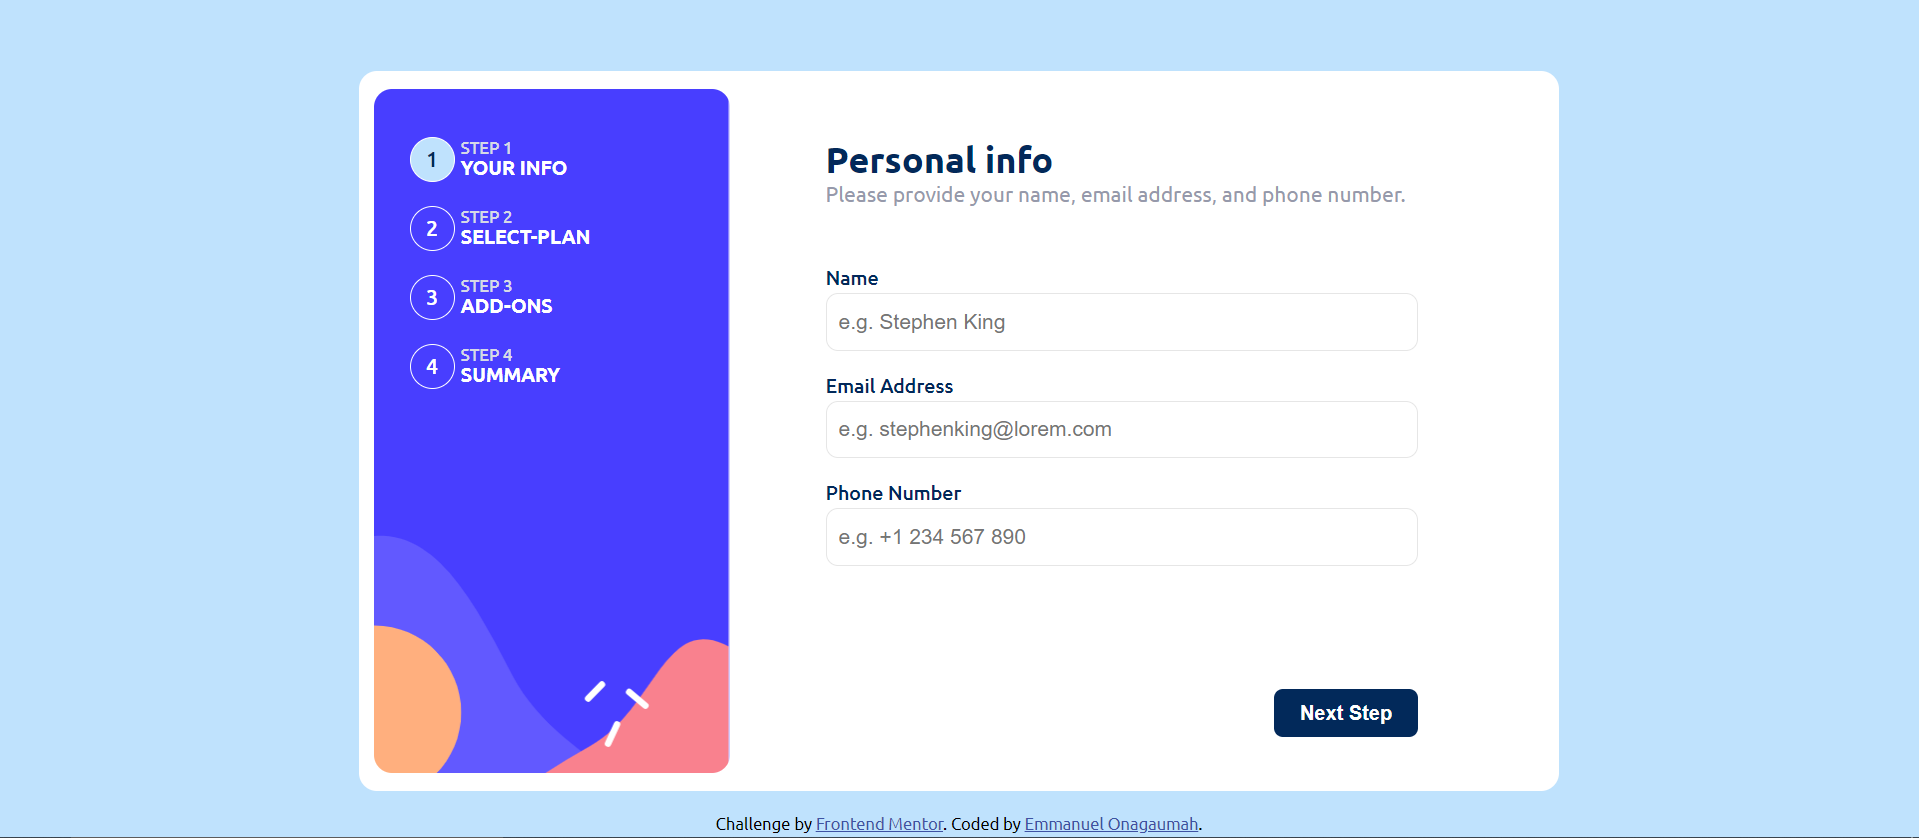 1
STEP 1
YOUR INFO
2
STEP 2
SELECT-PLAN
3
STEP 3
ADD-ONS
4
STEP 4
SUMMARY
Personal info
Please provide your name, email address, and phone number.
Name
e.g. Stephen King
Email Address
e.g. stephenking@lorem.com
Phone Number
e.g. +1 234 567 890
Next Step
Challenge by Frontend Mentor. Coded by Emmanuel Onagaumah.